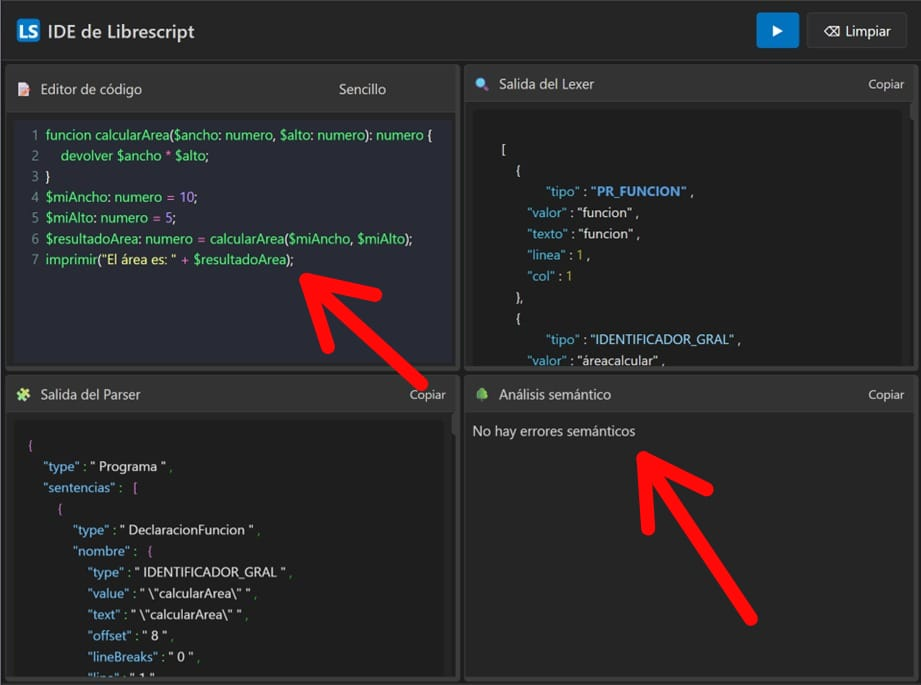 LS IDE de Librescript
Limpiar
Editor de código Sencillo
1 funcion calcularArea($ancho: numero, $alto: numero): numero {
2 devolver $ancho * $alto;
3 }
4 $miAncho: numero = 10;
5 $miAlto: numero = 5;
6 $resultadoArea: numero = calcularArea($miAncho, $miAlto);
7 imprimir("El área es: " + $resultadoArea);
Salida del Lexer Copiar
[
{
"tipo" : "PR_FUNCION" ,
"valor" : "funcion" ,
"texto" : "funcion" ,
"linea" : 1 ,
"col" : 1
},
{
"tipo" : "IDENTIFICADOR_GRAL" ,
"valor" : "áreacalcular" ,
Salida del Parser Copiar
{
"type" : " Programa " ,
"sentencias" : [
{
"type" : " DeclaracionFuncion " ,
"nombre" : {
"type" : " IDENTIFICADOR_GRAL " ,
"value" : " \"calcularArea\" " ,
"text" : " \"calcularArea\" " ,
"offset" : " 8 " ,
"lineBreaks" : " 0 " ,
Análisis semántico Copiar
No hay errores semánticos